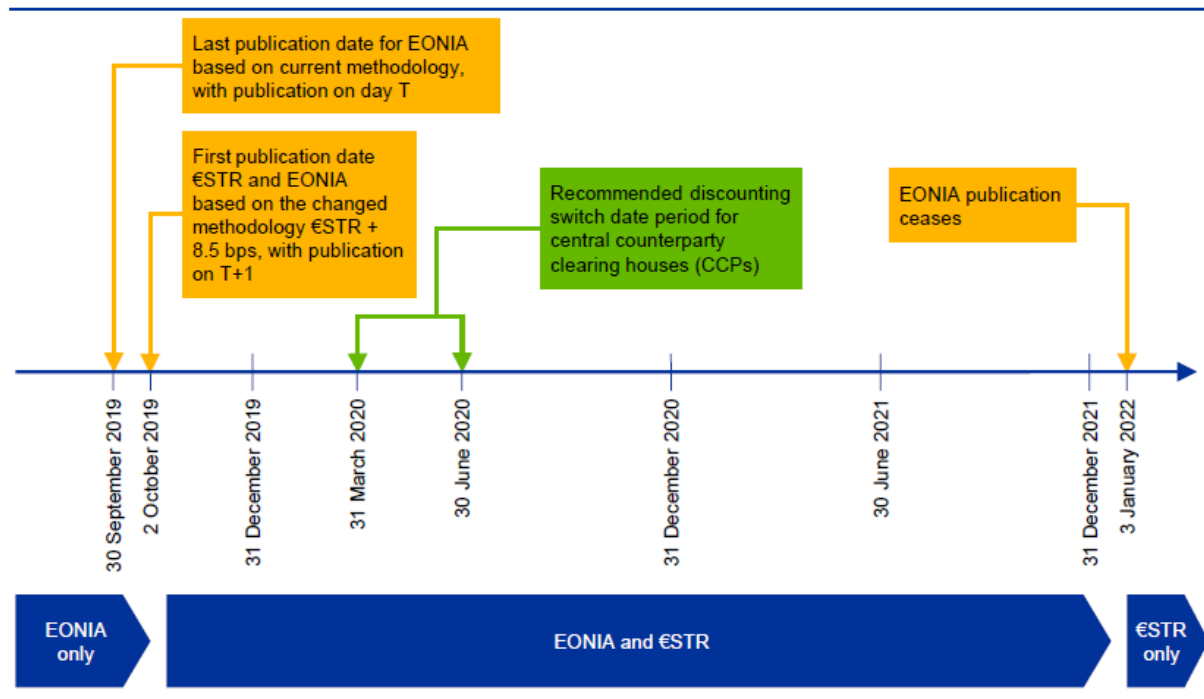 Last publication date for EONIA
based on current methodology,
with publication on day T
First publication date
€STR and EONIA
based on the changed
methodology €STR +
8.5 bps, with publication
on T+1
Recommended discounting
switch date period for
central counterparty
clearing houses (CCPs)
EONIA publication
ceases
30 September 2019
2 October 2019
31 December 2019
31 March 2020
30 June 2020
31 December 2020
30 June 2021
31 December 2021
3 January 2022
EONIA
only
EONIA and €STR
€STR
only